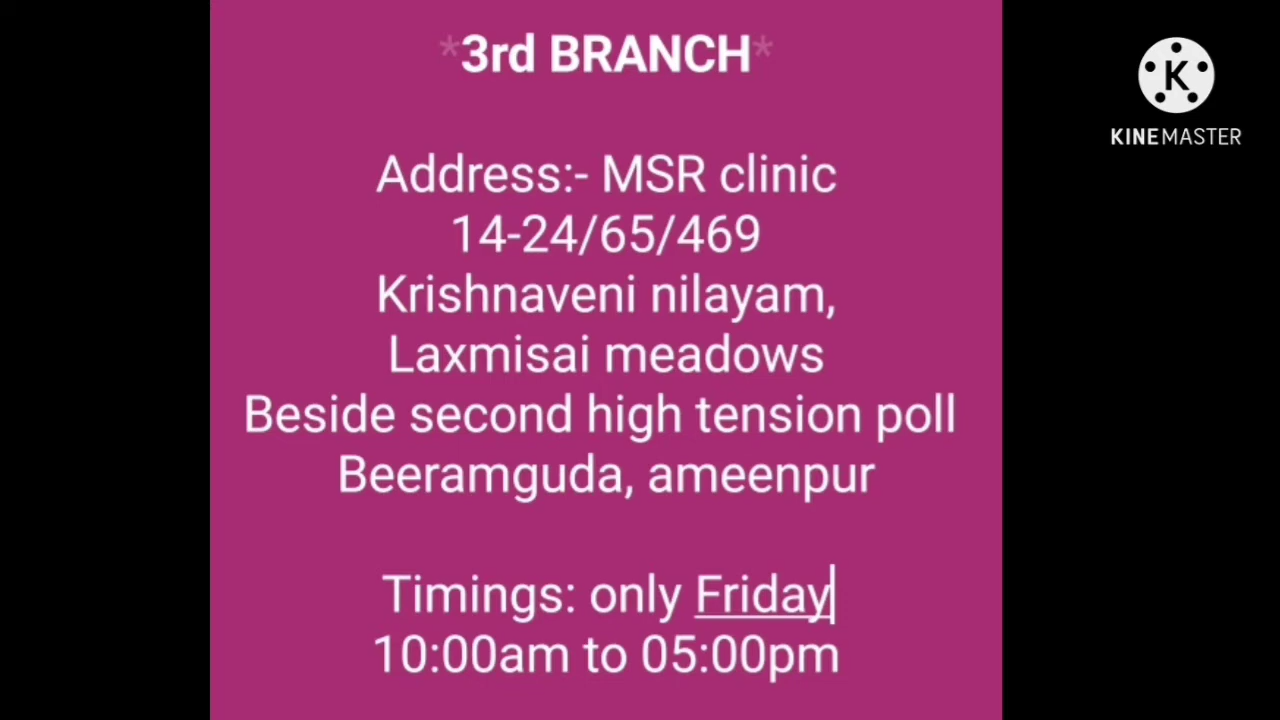 *3rd BRANCH*
Address:- MSR clinic
14-24/65/469
Krishnaveni nilayam,
Laxmisai meadows
Beside second high tension poll
Beeramguda, ameenpur
Timings: only Friday
10:00am to 05:00pm
K
KINEMASTER